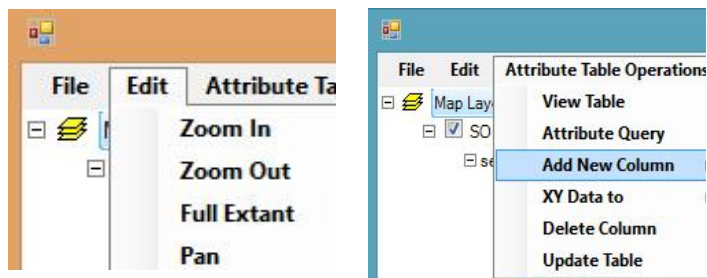 File Edit Attribute Ta
Zoom In
Zoom Out
Full Extant
Pan
File Edit Attribute Table Operations
Map Lay
View Table
SO
Attribute Query
se
Add New Column
XY Data to
Delete Column
Update Table